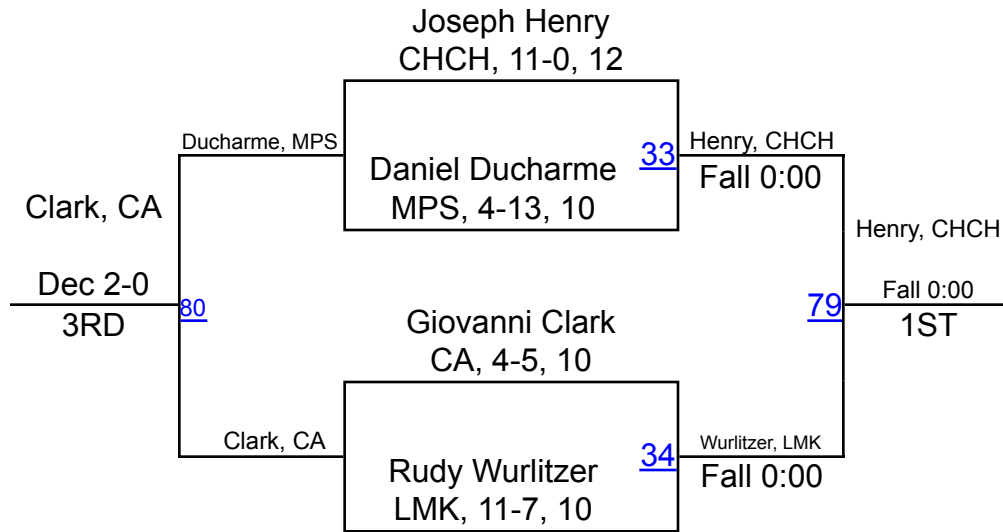 Joseph Henry
CHCH, 11-0, 12
Ducharme, MPS
33
Henry, CHCH
Daniel Ducharme
Fall 0:00
MPS, 4-13, 10
Clark, CA
Henry, CHCH
Dec 2-0
80
79
Fall 0:00
3RD
1ST
Giovanni Clark
CA, 4-5, 10
Clark, CA
34
Wurlitzer, LMK
Rudy Wurlitzer
Fall 0:00
LMK, 11-7, 10